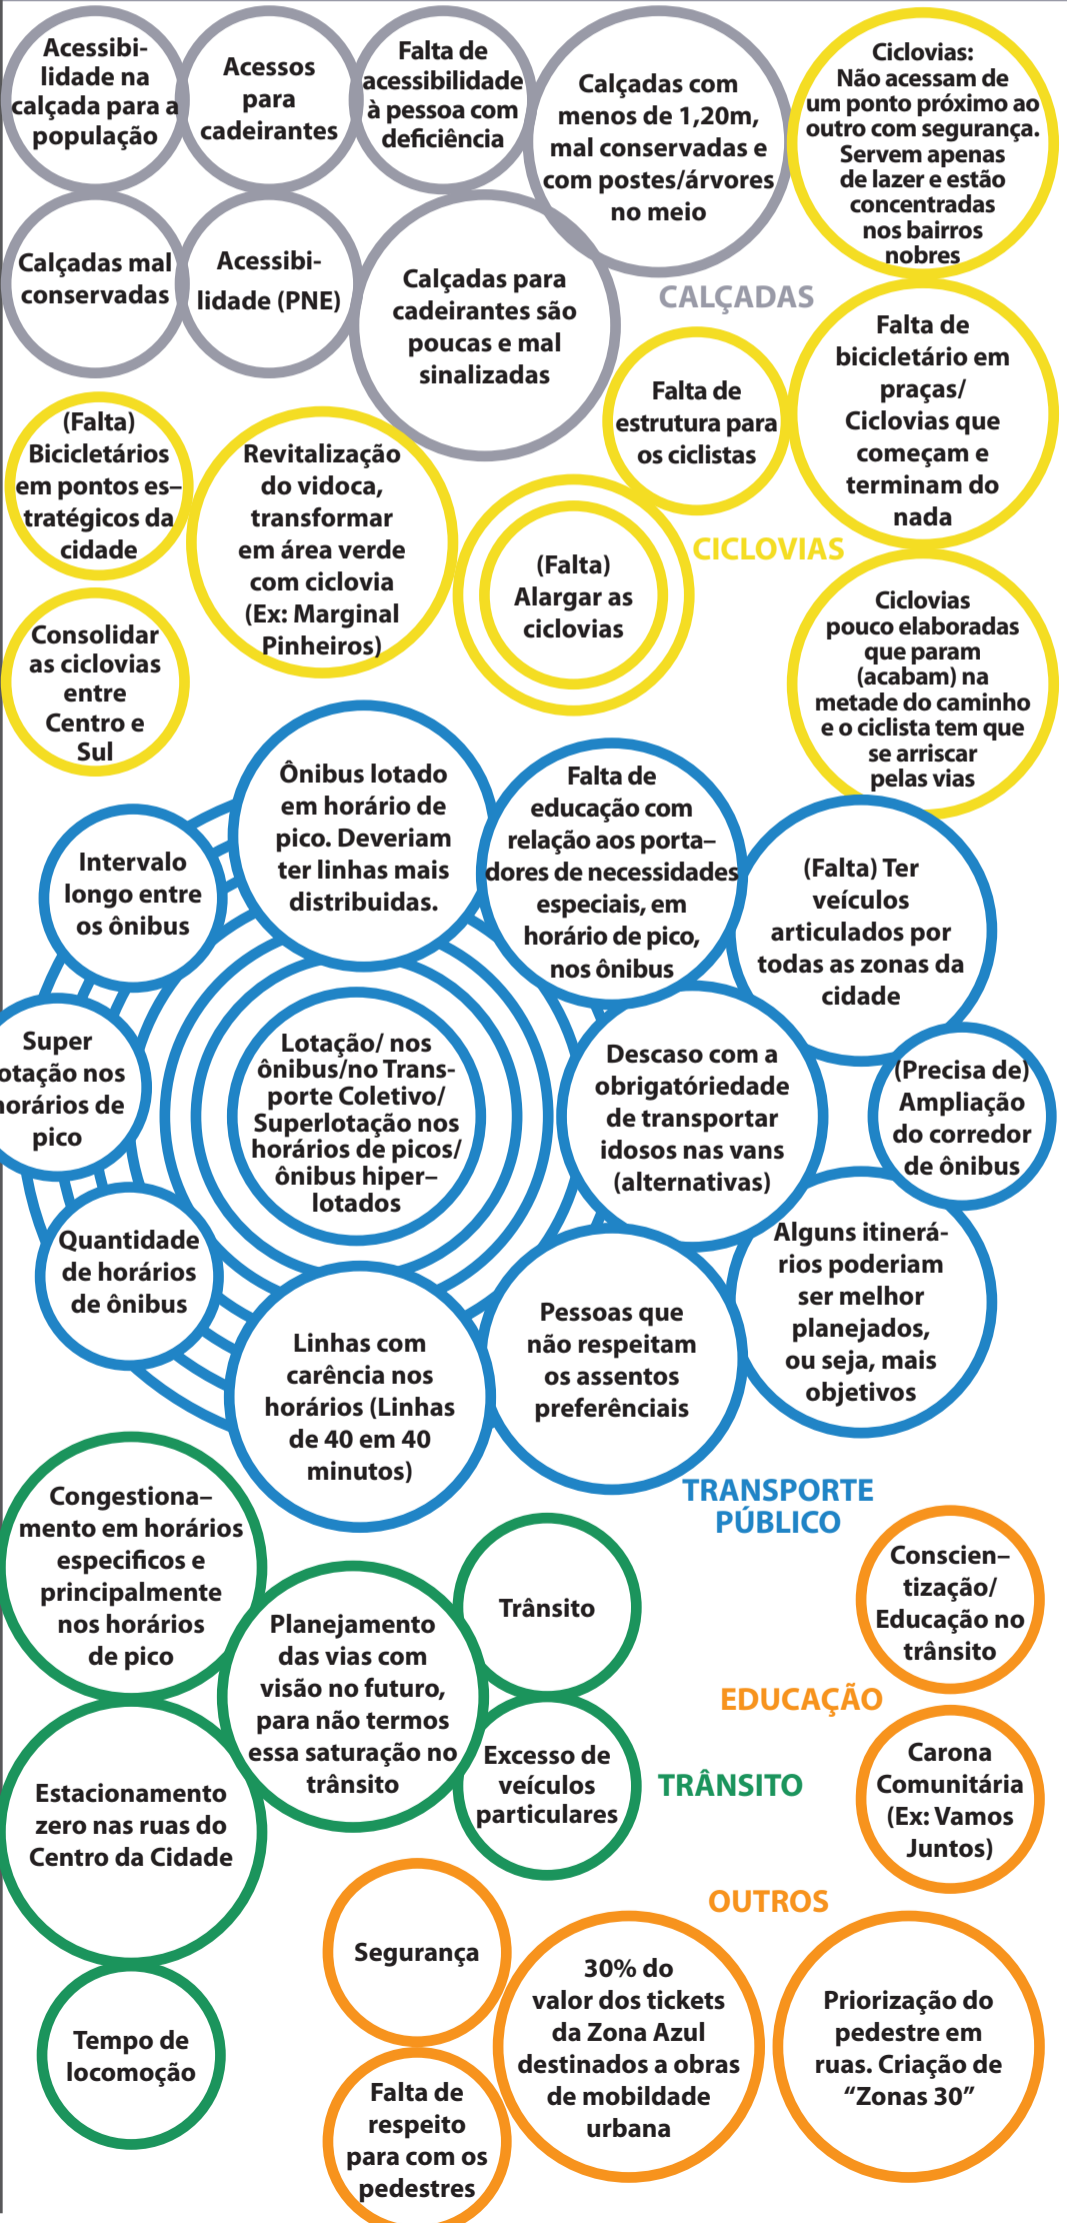 Acessibi-
lidade na
calçada para a
população
Acessos
para
cadeirantes
Falta de
acessibilidade
à pessoa com
deficiência
Calçadas com
menos de 1,20m,
mal conservadas e
com postes/árvores
no meio
Ciclovias:
Não acessam de
um ponto próximo ao
outro com segurança.
Servem apenas
de lazer e estão
concentradas
nos bairros
nobres
Calçadas mal
conservadas
Acessibi-
lidade (PNE)
Calçadas para
cadeirantes são
poucas e mal
sinalizadas
CALÇADAS
Falta de
estrutura para
os ciclistas
Falta de
bicicletário em
praças/
Ciclovias que
começam e
terminam do
nada
(Falta)
Bicicletários
em pontos es–
tratégicos da
cidade
Revitalização
do vidoca,
transformar
em área verde
com ciclovia
(Ex: Marginal
Pinheiros)
(Falta)
Alargar as
ciclovias
CICLOVIAS
Ciclovias
pouco elaboradas
que param
(acabam) na
metade do caminho
e o ciclista tem que
se arriscar
pelas vias
Consolidar
as ciclovias
entre
Centro e
Sul
Ônibus lotado
em horário de
pico. Deveriam
ter linhas mais
distribuidas.
Falta de
educação com
relação aos porta–
dores de necessidades
especiais, em
horário de pico,
nos ônibus
(Falta) Ter
veículos
articulados por
todas as zonas da
cidade
Intervalo
longo entre
os ônibus
Super
otação nos
horários de
pico
Lotação/ nos
ônibus/no Trans-
porte Coletivo/
Superlotação nos
horários de picos/
ônibus hiper–
lotados
Descaso com a
obrigatóriedade
de transportar
idosos nas vans
(alternativas)
(Precisa de)
Ampliação
do corredor
de ônibus
Quantidade
de horários
de ônibus
Linhas com
carência nos
horários (Linhas
de 40 em 40
minutos)
Pessoas que
não respeitam
os assentos
preferênciais
Alguns itinerá-
rios poderiam
ser melhor
planejados,
ou seja, mais
objetivos
TRANSPORTE
PÚBLICO
Congestiona–
mento em horários
especificos e
principalmente
nos horários
de pico
Planejamento
das vias com
visão no futuro,
para não termos
essa saturação no
trânsito
Trânsito
Conscien–
tização/
Educação no
trânsito
EDUCAÇÃO
Estacionamento
zero nas ruas do
Centro da Cidade
Excesso de
veículos
particulares
TRÂNSITO
Carona
Comunitária
(Ex: Vamos
Juntos)
OUTROS
Tempo de
locomoção
Segurança
30% do
valor dos tickets
da Zona Azul
destinados a obras
de mobildade
urbana
Priorização do
pedestre em
ruas. Criação de
“Zonas 30”
Falta de
respeito
para com os
pedestres